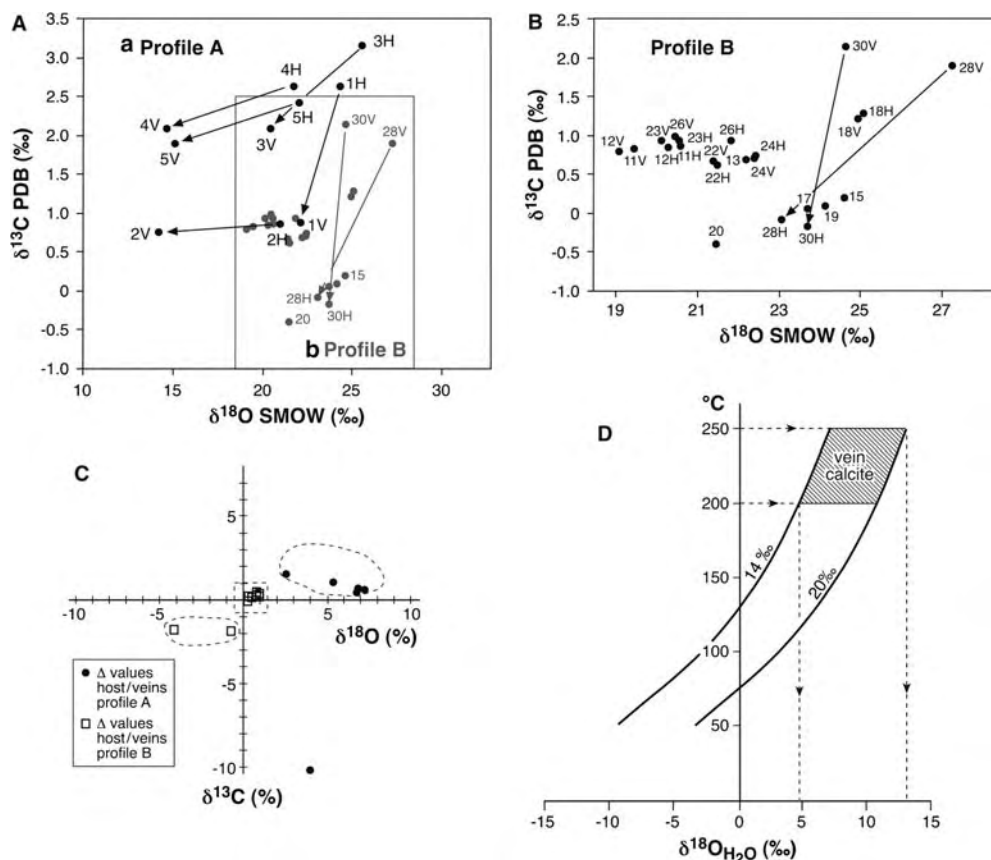 A
a Profile A
δ¹³C PDB (‰)
3.5
3.0
2.5
2.0
1.5
1.0
0.5
0
-0.5
-1.0
3H
4H
1H
5H
30V
28V
4V
5V
3V
2V
2H
1V
15
28H
30H
20
b Profile B
10
20
30
δ¹⁸O SMOW (‰)
B
Profile B
δ¹³C PDB (‰)
2.5
2.0
1.5
1.0
0.5
0
-0.5
-1.0
30V
28V
18H
18V
23V
26V
26H
12V
23H
22V
24H
11V
12H
11H
13
24V
22H
17
15
19
28H
30H
20
19
21
23
25
27
δ¹⁸O SMOW (‰)
C
5
-10
-5
0
5
10
δ¹⁸O (%)
-5
-10
δ¹³C (%)
Δ values
host/veins
profile A
Δ values
host/veins
profile B
D
°C
250
200
150
100
50
vein
calcite
14 ‰
20‰
-15
-10
-5
0
5
10
15
δ¹⁸O H₂O (‰)